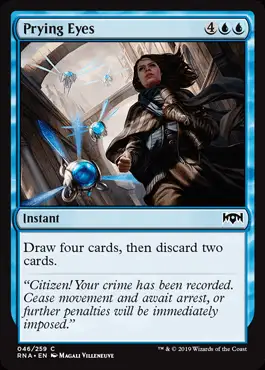 Prying Eyes 4
Instant
Draw four cards, then discard two
cards.
“Citizen! Your crime has been recorded.
Cease movement and await arrest, or
further penalties will be immediately
imposed.”
046/259 C
RNA • EN MAGALI VILLENEUVE ™ & © 2019 Wizards of the Coast